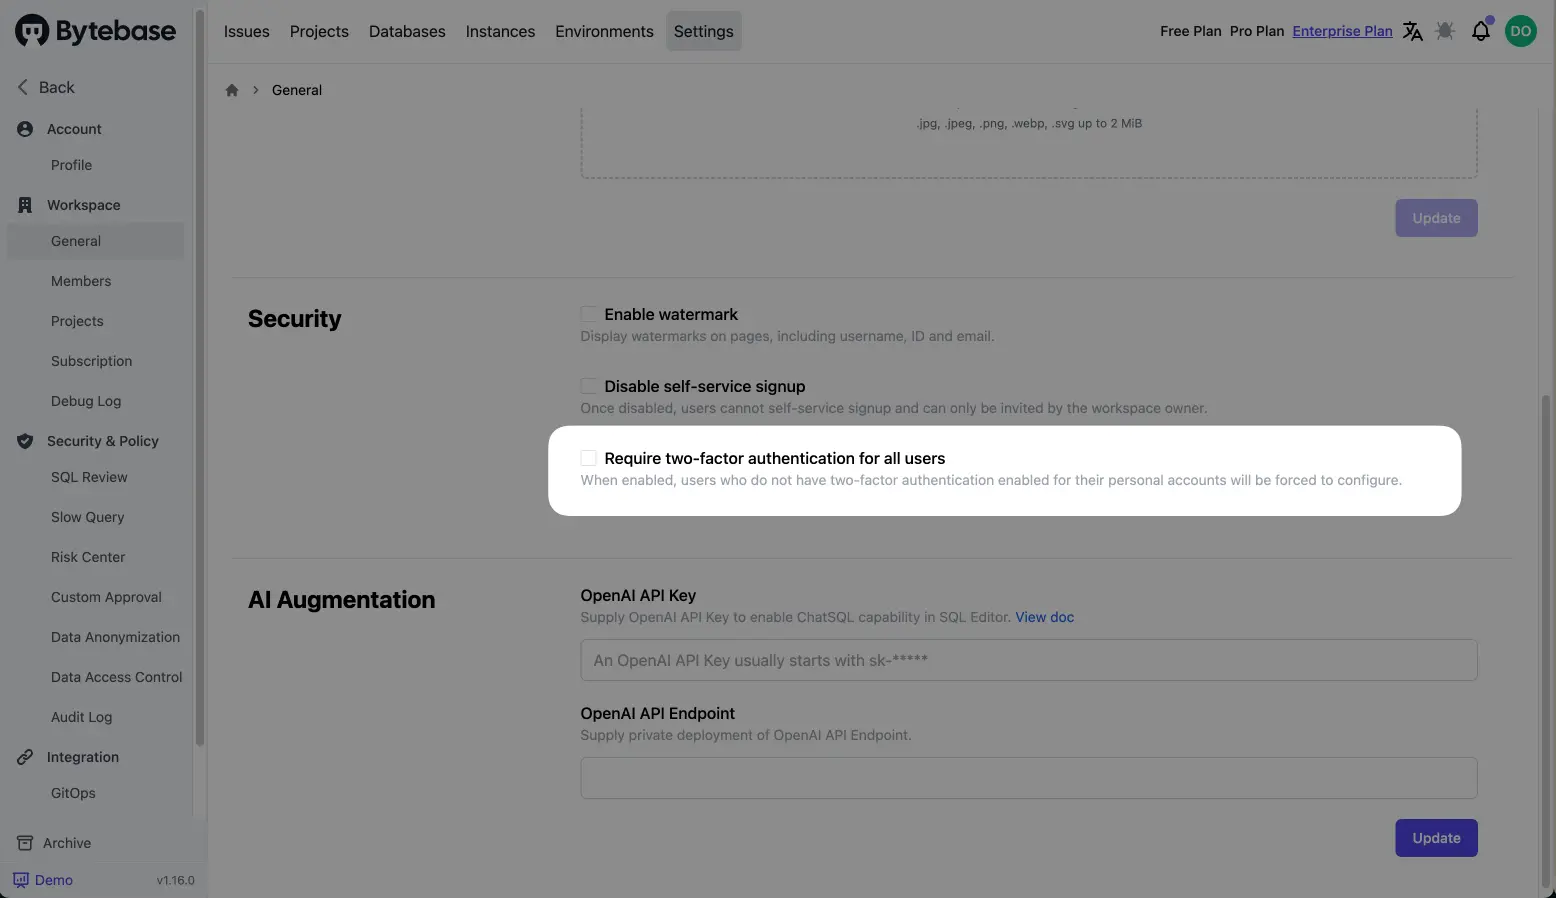 Bytebase
Issues
Projects
Databases
Instances
Environments
Settings
Free Plan
Pro Plan
Enterprise Plan
DO
Back
Account
Profile
Workspace
General
Members
Projects
Subscription
Debug Log
Security & Policy
SQL Review
Slow Query
Risk Center
Custom Approval
Data Anonymization
Data Access Control
Audit Log
Integration
GitOps
Archive
Demo
v1.16.0
General
.jpg, .jpeg, .png, .webp, .svg up to 2 MiB
Update
Security
Enable watermark
Display watermarks on pages, including username, ID and email.
Disable self-service signup
Once disabled, users cannot self-service signup and can only be invited by the workspace owner.
Require two-factor authentication for all users
When enabled, users who do not have two-factor authentication enabled for their personal accounts will be forced to configure.
AI Augmentation
OpenAI API Key
Supply OpenAI API Key to enable ChatSQL capability in SQL Editor. View doc
An OpenAI API Key usually starts with sk-*****
OpenAI API Endpoint
Supply private deployment of OpenAI API Endpoint.
Update